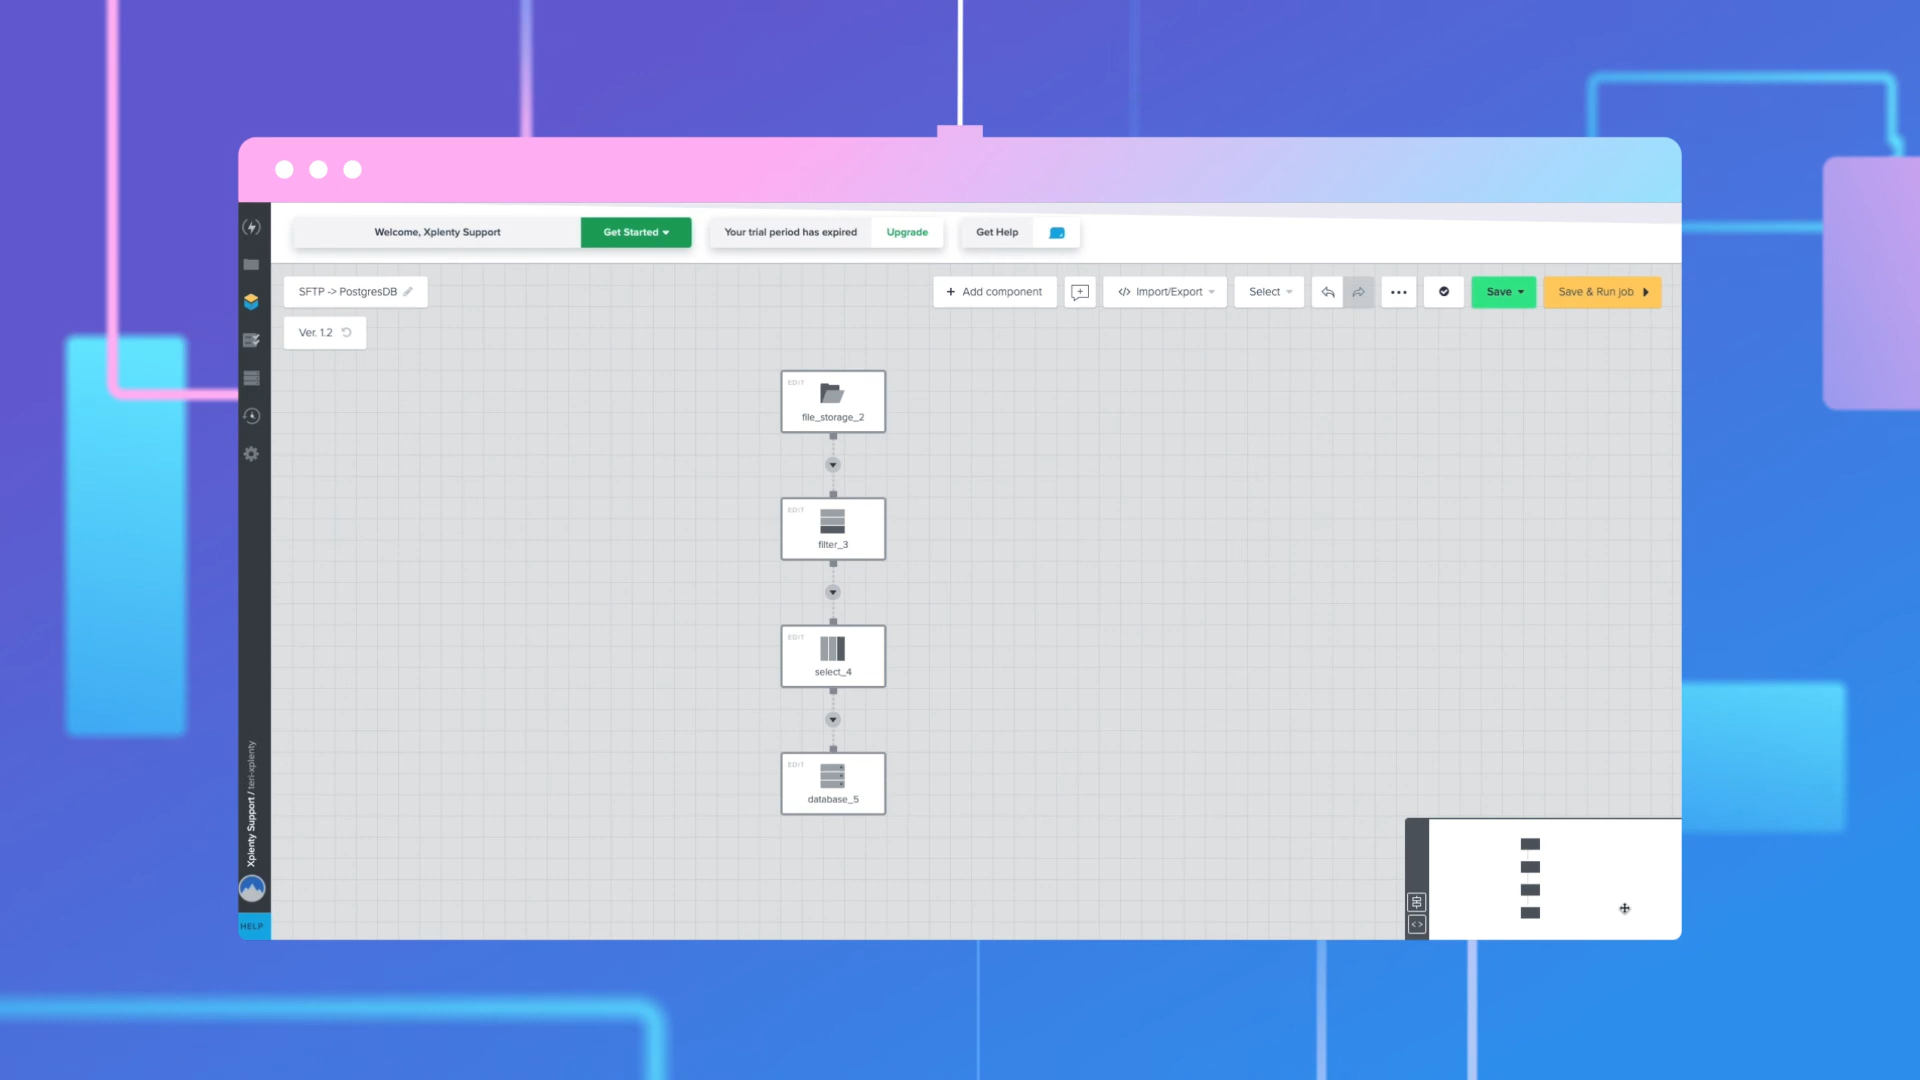 Welcome, Xplenty Support
Get Started
Your trial period has expired
Upgrade
Get Help
SFTP -> PostgresDB
+ Add component
</> Import/Export
Select
...
Save
Save & Run job
Ver. 1.2
EDIT
file_storage_2
EDIT
filter_3
EDIT
select_4
EDIT
database_5
Xplenty Support / teri-xplenty
HELP